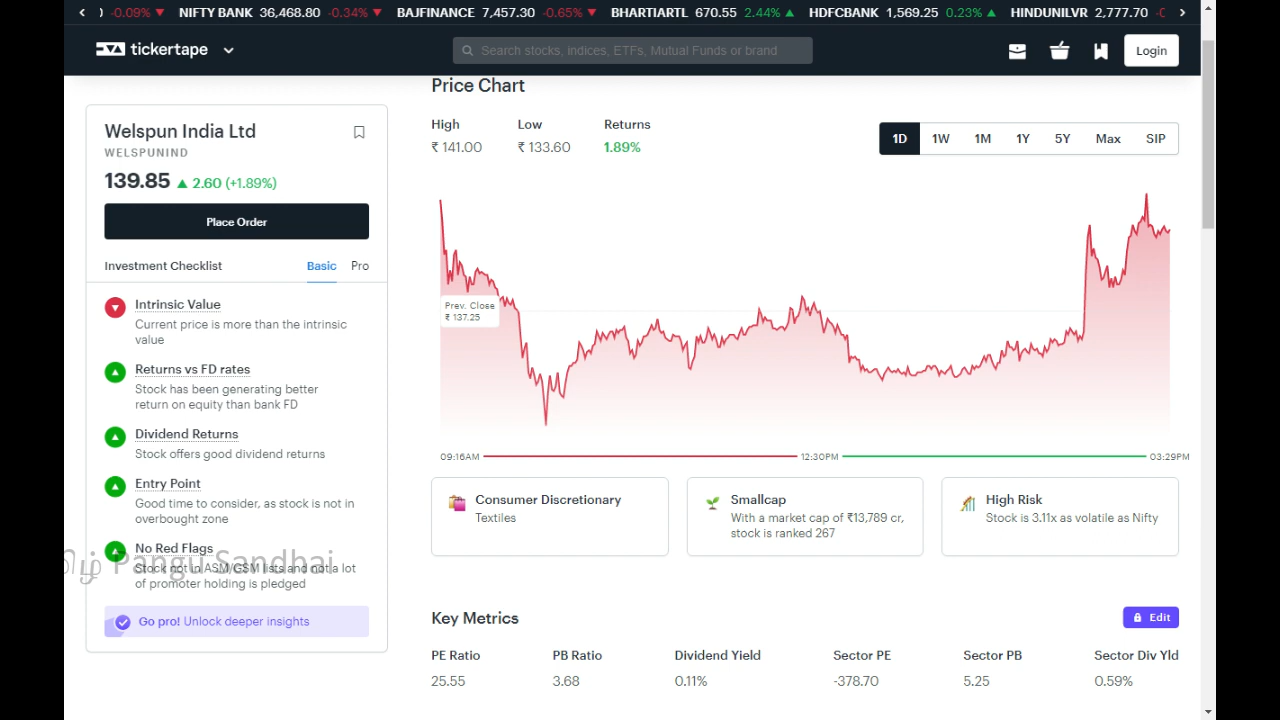 ) -0.09% ▼ NIFTY BANK 36,468.80 -0.34% ▼ BAJFINANCE 7,457.30 -0.65% ▼ BHARTIARTL 670.55 2.44% ▲ HDFCBANK 1,569.25 0.23% ▲ HINDUNILVR 2,777.70
tickertape
Search stocks, indices, ETFs, Mutual Funds or brand
Login
Price Chart
Welspun India Ltd
WELSPUNIND
139.85 ▲ 2.60 (+1.89%)
Place Order
Investment Checklist Basic Pro
Intrinsic Value
Current price is more than the intrinsic
value
Returns vs FD rates
Stock has been generating better
return on equity than bank FD
Dividend Returns
Stock offers good dividend returns
Entry Point
Good time to consider, as stock is not in
overbought zone
No Red Flags
Stock not in ASM/GSM lists and not a lot
of promoter holding is pledged
Pangu Sandhai
Go pro! Unlock deeper insights
High Low Returns
₹ 141.00 ₹ 133.60 1.89%
1D 1W 1M 1Y 5Y Max SIP
Prev. Close
₹ 137.25
09:16AM 12:30PM 03:29PM
Consumer Discretionary
Textiles
Smallcap
With a market cap of ₹13,789 cr,
stock is ranked 267
High Risk
Stock is 3.11x as volatile as Nifty
Key Metrics
Edit
PE Ratio PB Ratio Dividend Yield Sector PE Sector PB Sector Div Yld
25.55 3.68 0.11% -378.70 5.25 0.59%